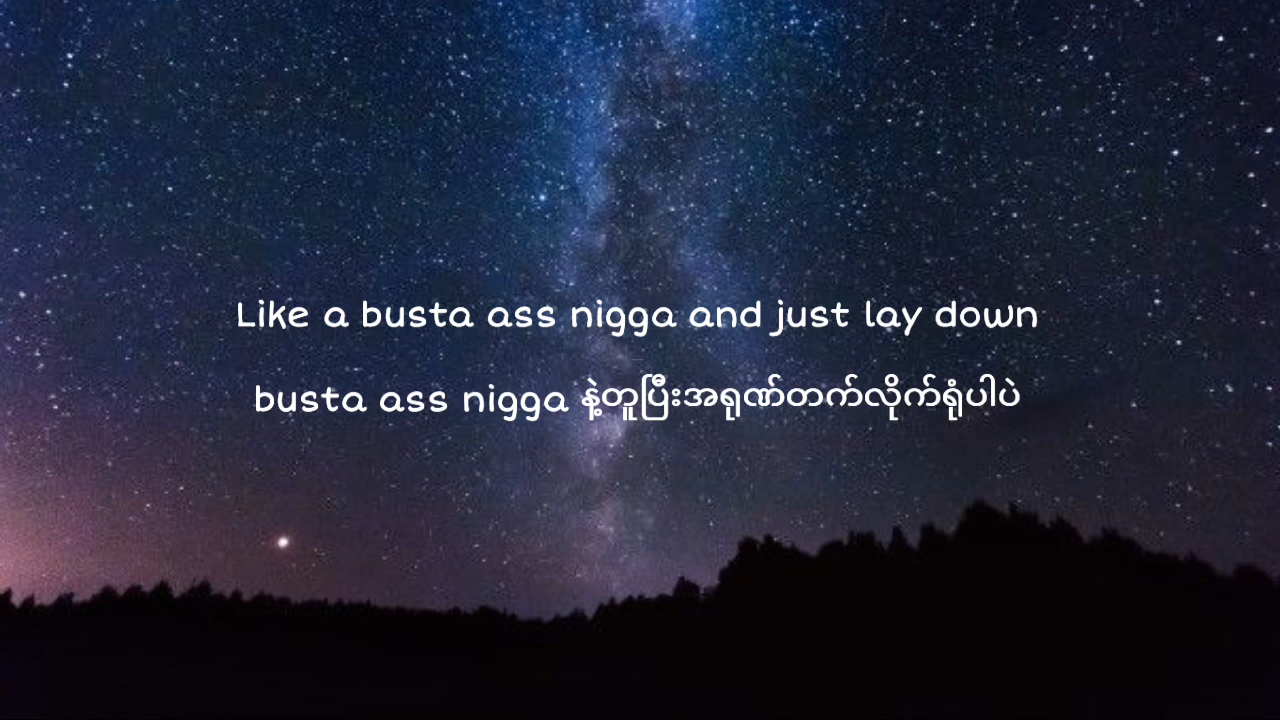 Like a busta ass nigga and just lay down
busta ass nigga နဲ့တူပြီးအရုဏ်တက်လိုက်ရုံပါပဲ